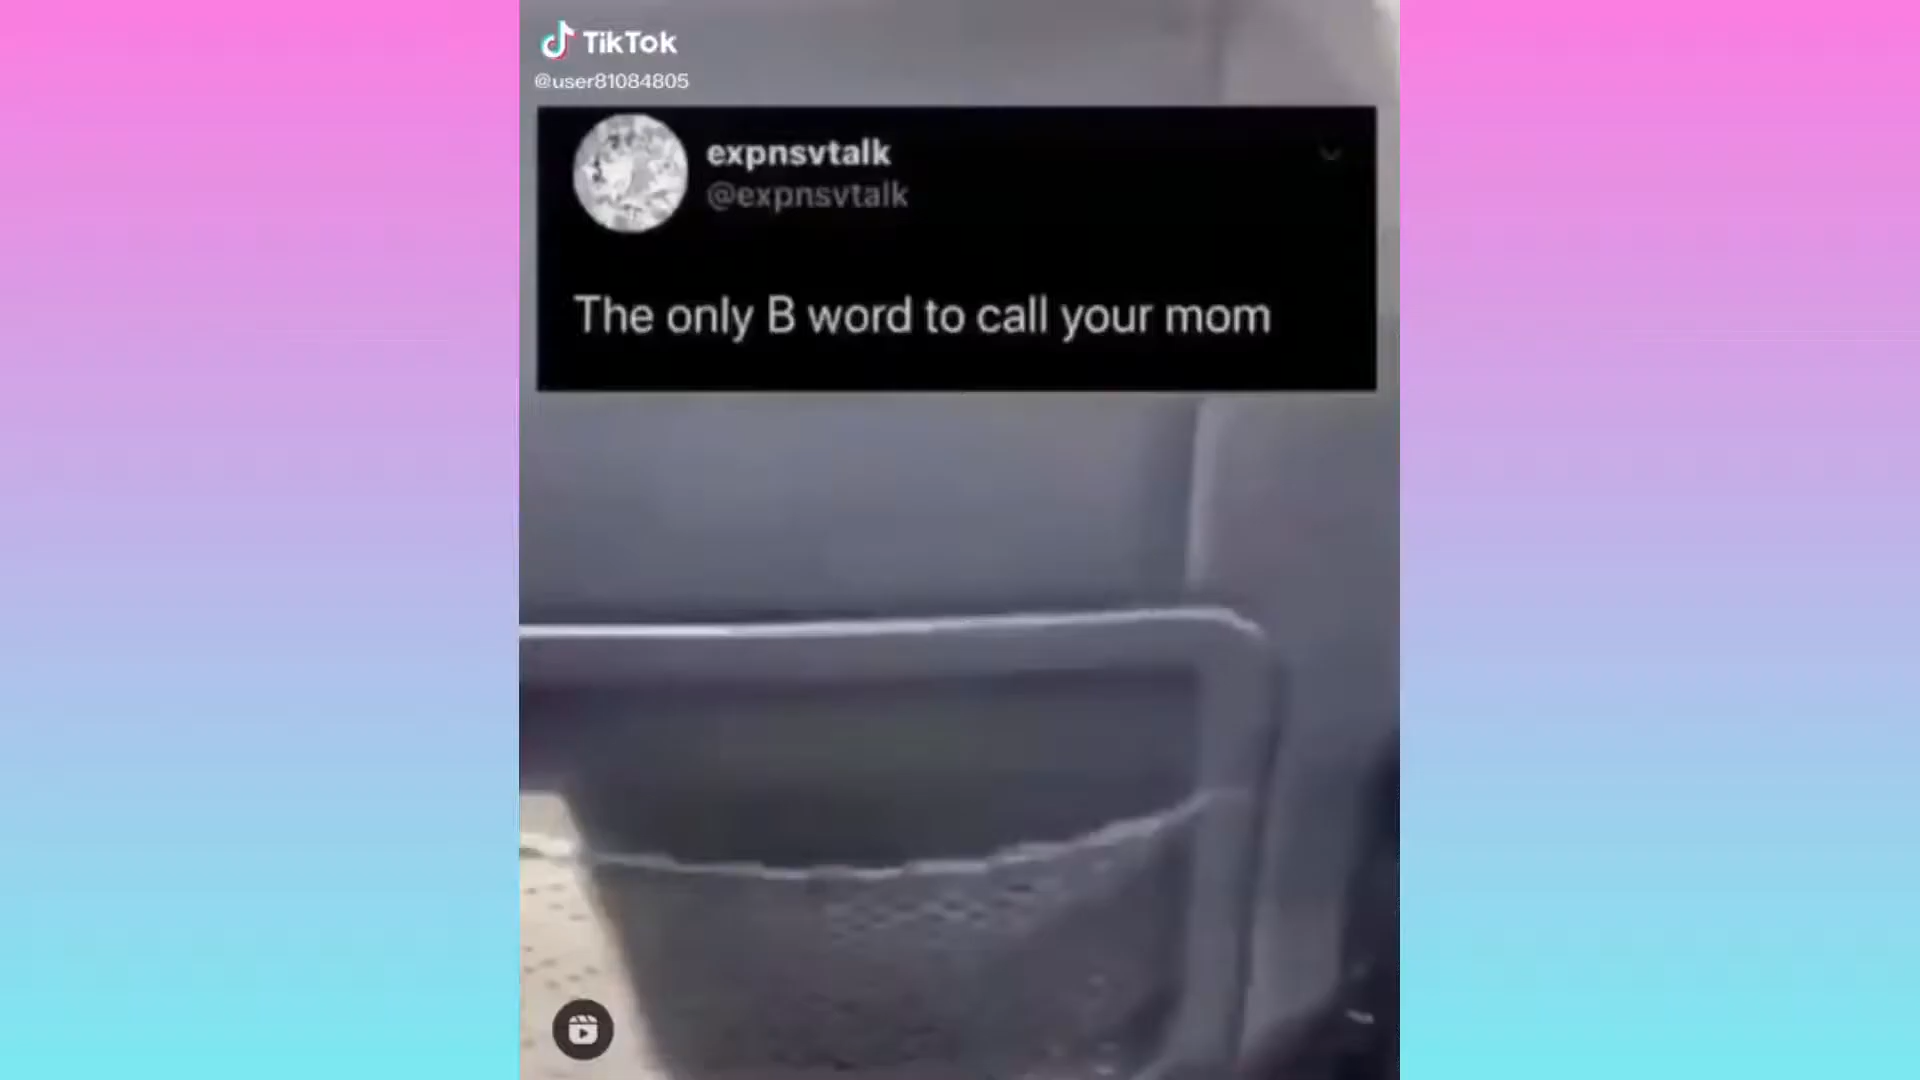 TikTok
@user81084805
expnsvtalk
@expnsvtalk
The only B word to call your mom